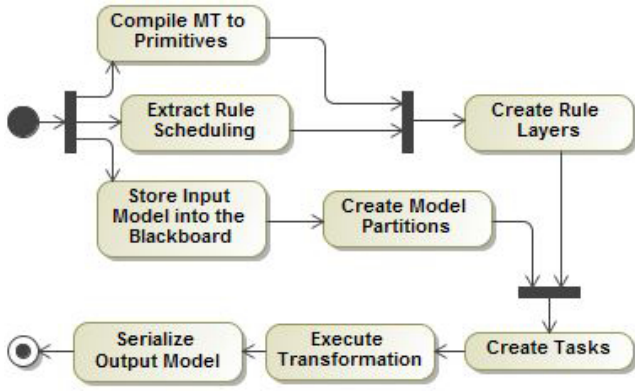 Compile MT to
Primitives
Extract Rule
Scheduling
Create Rule
Layers
Store Input
Model into the
Blackboard
Create Model
Partitions
Serialize
Output Model
Execute
Transformation
Create Tasks